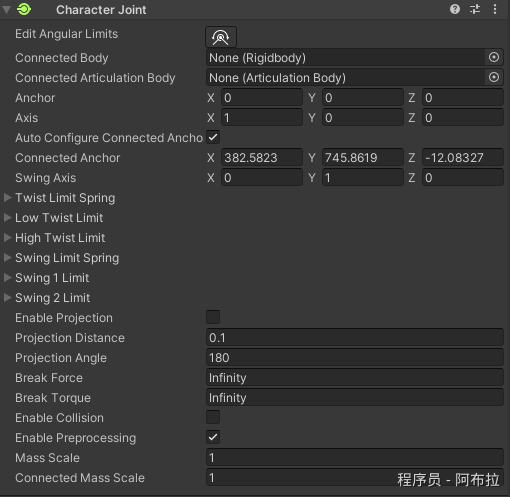 Character Joint
Edit Angular Limits
Connected Body None (Rigidbody)
Connected Articulation Body None (Articulation Body)
Anchor X 0 Y 0 Z 0
Axis X 1 Y 0 Z 0
Auto Configure Connected Ancho
Connected Anchor X 382.5823 Y 745.8619 Z -12.08327
Swing Axis X 0 Y 1 Z 0
Twist Limit Spring
Low Twist Limit
High Twist Limit
Swing Limit Spring
Swing 1 Limit
Swing 2 Limit
Enable Projection
Projection Distance 0.1
Projection Angle 180
Break Force Infinity
Break Torque Infinity
Enable Collision
Enable Preprocessing
Mass Scale 1
Connected Mass Scale 1
程序员 - 阿布拉